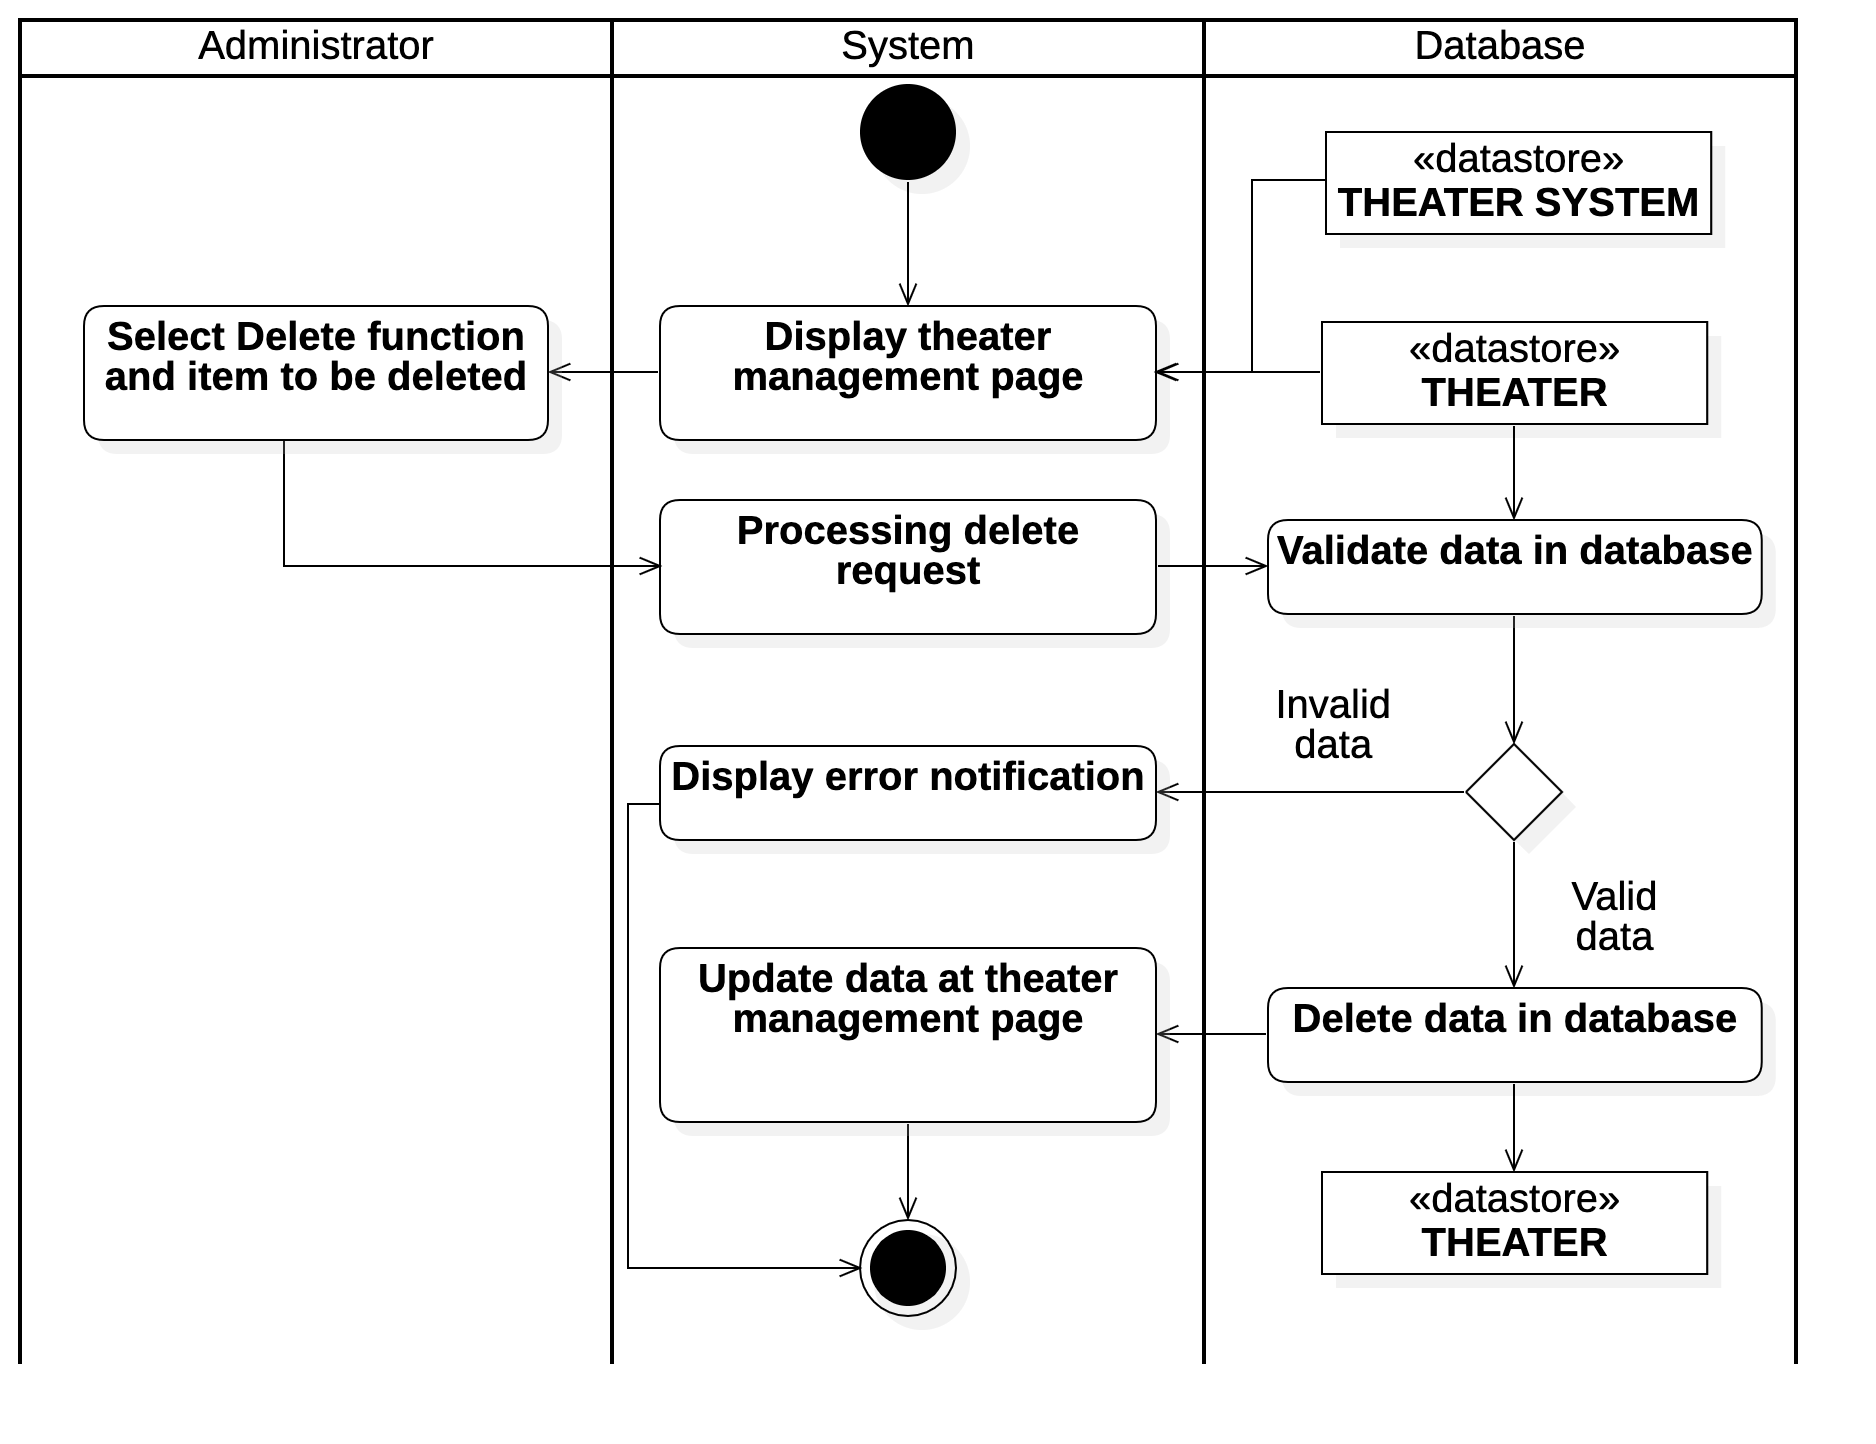 Administrator
System
Database
«datastore»
THEATER SYSTEM
Select Delete function
and item to be deleted
Display theater
management page
«datastore»
THEATER
Processing delete
request
Validate data in database
Invalid
data
Display error notification
Valid
data
Update data at theater
management page
Delete data in database
«datastore»
THEATER